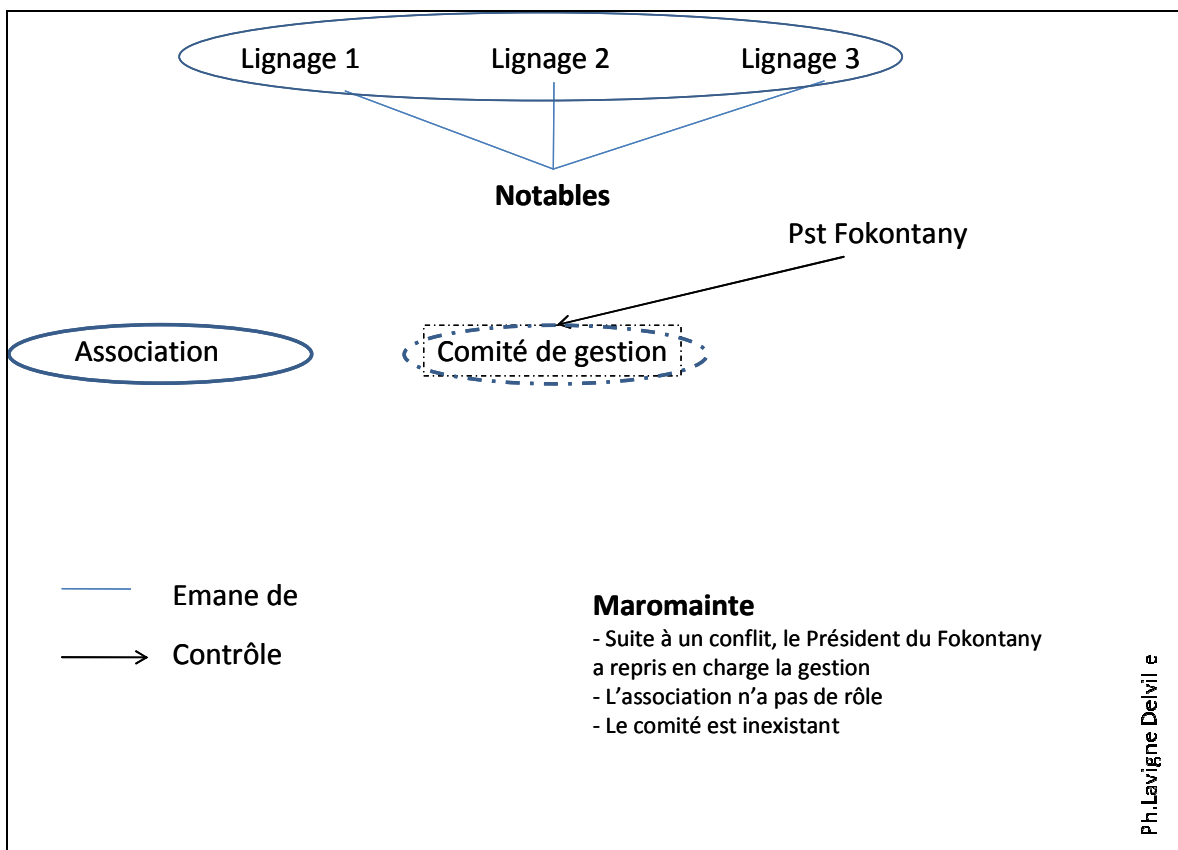 Lignage 1 Lignage 2 Lignage 3
Notables
Pst Fokontany
Association Comité de gestion
Emane de
Contrôle
Maromainte
- Suite à un conflit, le Président du Fokontany
a repris en charge la gestion
- L'association n'a pas de rôle
- Le comité est inexistant
Ph.Lavigne Delvil e